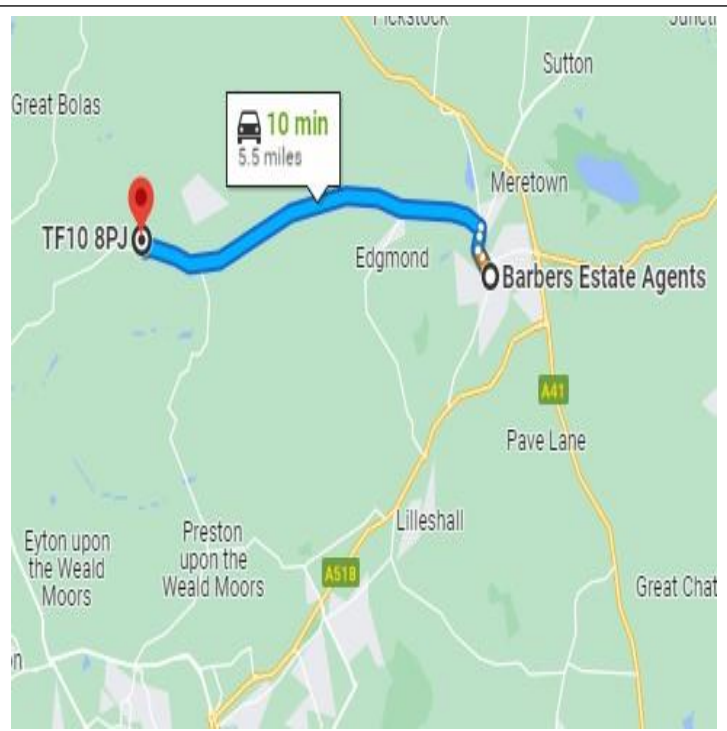 Sutton
Great Bolas
10 min
5.5 miles
Meretown
TF10 8PJ
Edgmond
Barbers Estate Agents
A41
Pave Lane
Lilleshall
Eyton upon
the Weald
Moors
Preston
upon the
Weald Moors
A518
Great Chat